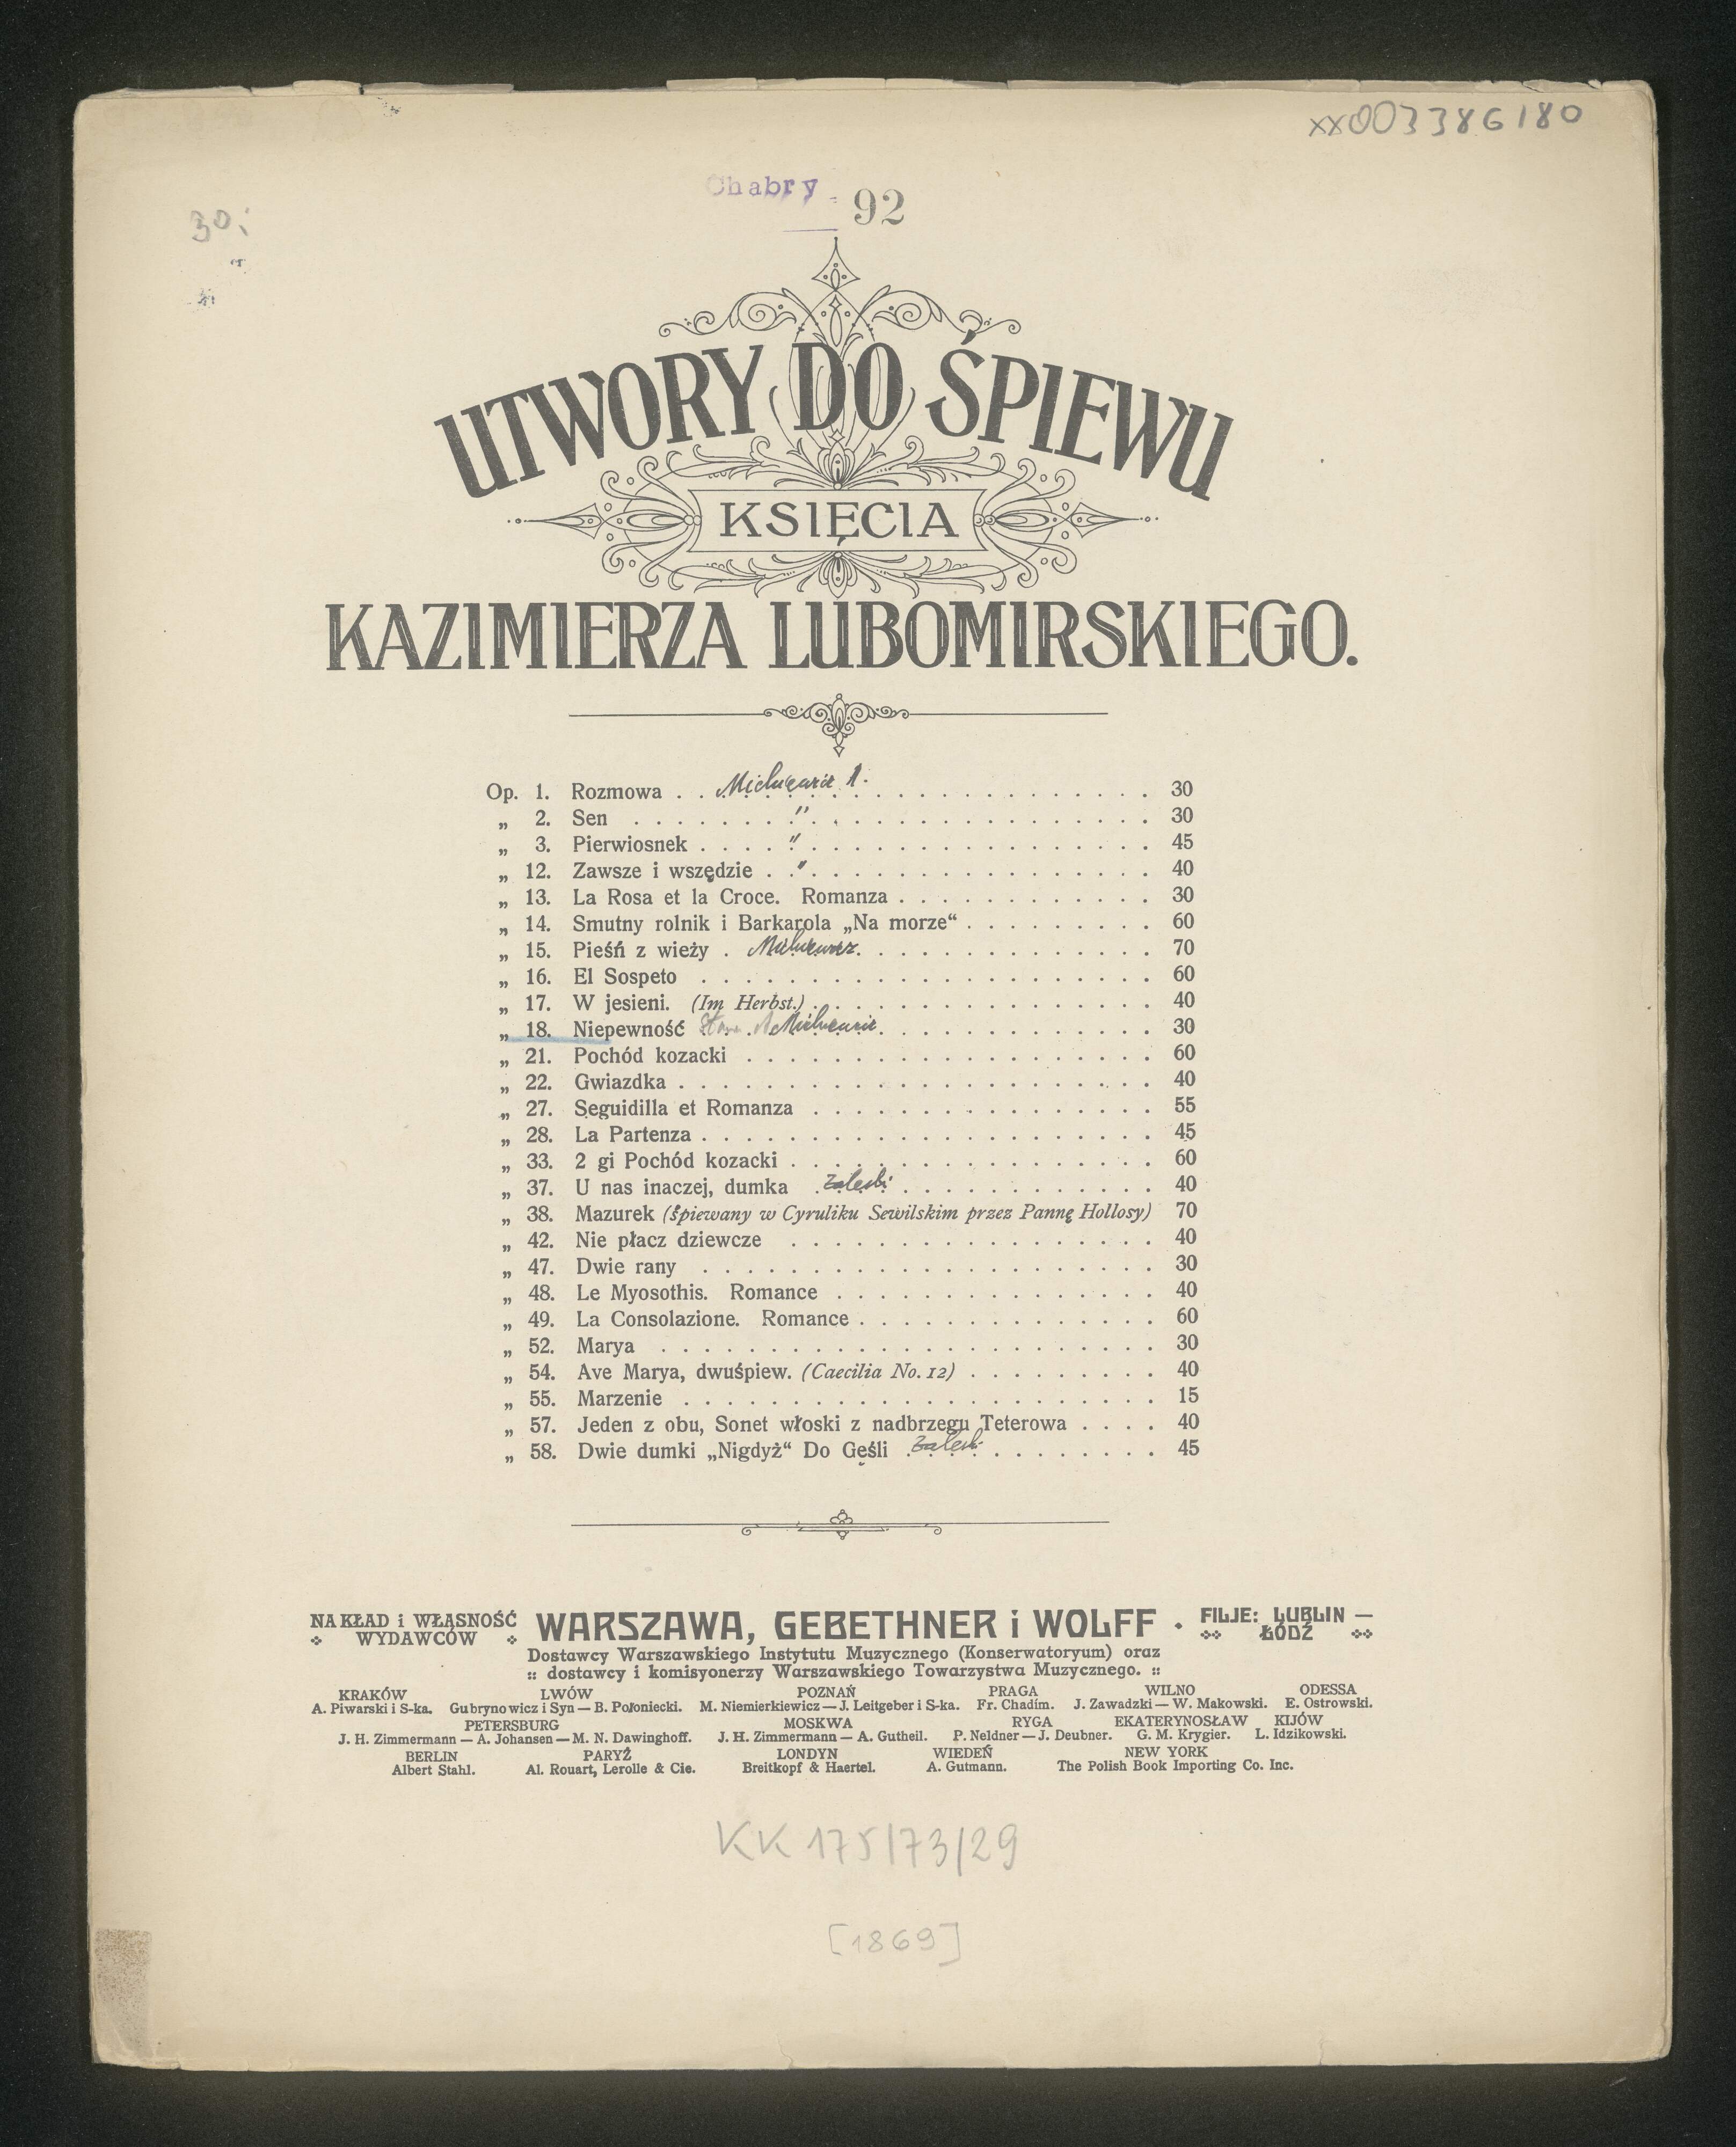 xx003386180
Chabry
92
30
UTWORY DO ŚPIEWU
KSIĘCIA
KAZIMIERZA LUBOMIRSKIEGO.
Op. 1. Rozmowa . . . . . 30
„ 2. Sen . . . . . " . . . . . 30
„ 3. Pierwiosnek . . . . . " . . . . . 45
„ 12. Zawsze i wszędzie . . " . . . . . 40
„ 13. La Rosa et la Croce. Romanza . . . . . 30
„ 14. Smutny rolnik i Barkarola „Na morze“ . . . . . 60
„ 15. Pieśń z wieży . Mickiewicz . . . . . 70
„ 16. El Sospeto . . . . . 60
„ 17. W jesieni. (Im Herbst.) . . . . . 40
„ 18. Niepewność . . . . . 30
„ 21. Pochód kozacki . . . . . 60
„ 22. Gwiazdka . . . . . 40
„ 27. Seguidilla et Romanza . . . . . 55
„ 28. La Partenza . . . . . 45
„ 33. 2 gi Pochód kozacki . . . . . 60
„ 37. U nas inaczej, dumka . Zaleski . . . . . 40
„ 38. Mazurek (śpiewany w Cyruliku Sewilskim przez Pannę Hollosy) 70
„ 42. Nie płacz dziewcze . . . . . 40
„ 47. Dwie rany . . . . . 30
„ 48. Le Myosothis. Romance . . . . . 40
„ 49. La Consolazione. Romance . . . . . 60
„ 52. Marya . . . . . 30
„ 54. Ave Marya, dwuśpiew. (Caecilia No. 12) . . . . . 40
„ 55. Marzenie . . . . . 15
„ 57. Jeden z obu, Sonet włoski z nadbrzegu Teterowa . . . . 40
„ 58. Dwie dumki „Nigdyż“ Do Gęśli . Zaleski . . . . . 45
NAKŁAD i WŁASNOŚĆ WYDAWCÓW
WARSZAWA, GEBETHNER i WOLFF .
FILJE: LUBLIN — ŁÓDŹ
Dostawcy Warszawskiego Instytutu Muzycznego (Konserwatoryum) oraz
:: dostawcy i komisyonerzy Warszawskiego Towarzystwa Muzycznego. ::
KRAKÓW LWÓW POZNAŃ PRAGA WILNO ODESSA
A. Piwarski i S-ka. Gubrynowicz i Syn — B. Połoniecki. M. Niemierkiewicz — J. Leitgeber i S-ka. Fr. Chadím. J. Zawadzki — W. Makowski. E. Ostrowski.
PETERSBURG MOSKWA RYGA EKATERYNOSŁAW KIJÓW
J. H. Zimmermann — A. Johansen — M. N. Dawinghoff. J. H. Zimmermann — A. Gutheil. P. Neldner — J. Deubner. G. M. Krygier. L. Idzikowski.
BERLIN PARYŻ LONDYN WIEDEŃ NEW YORK
Albert Stahl. Al. Rouart, Lerolle & Cie. Breitkopf & Haertel. A. Gutmann. The Polish Book Importing Co. Inc.
KK 175/73/29
[1869]